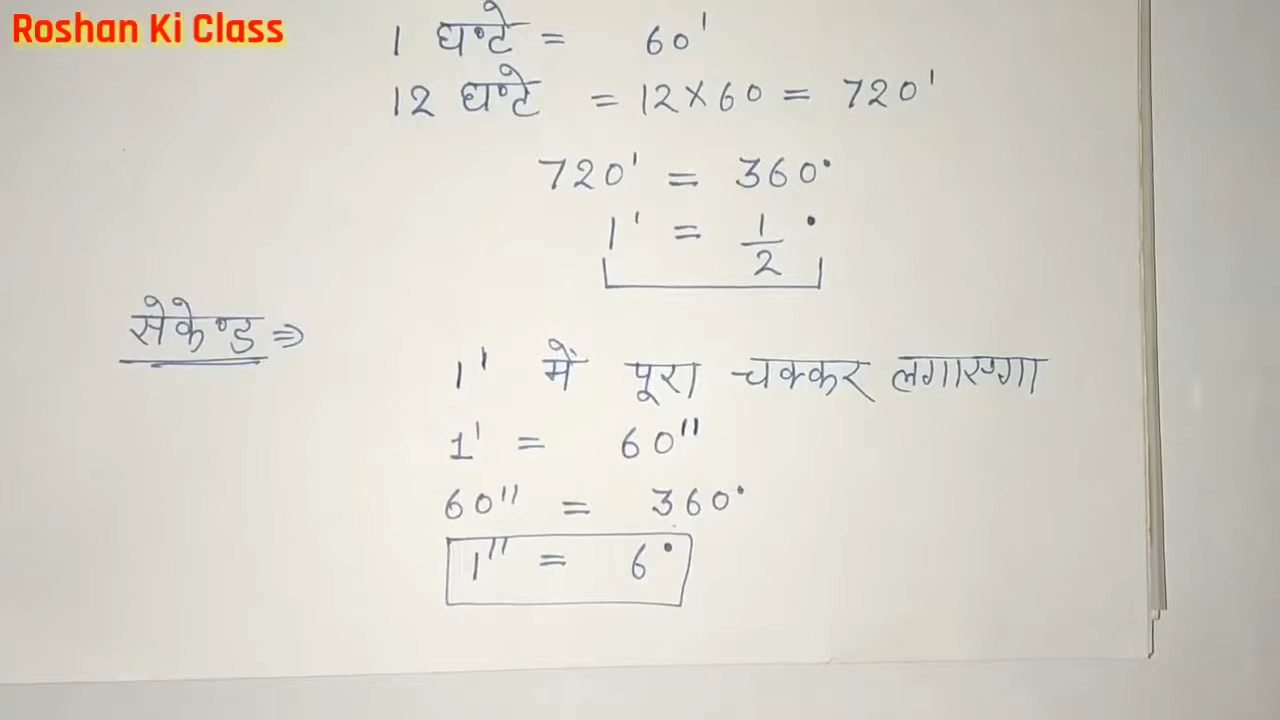 Roshan Ki Class
1 घण्टे = 60'
12 घण्टे = 12×60 = 720'
720' = 360°
1' = 1/2°
सेकेण्ड ⇒
1' में पूरा चक्कर लगाएगा
1' = 60"
60" = 360°
1" = 6°